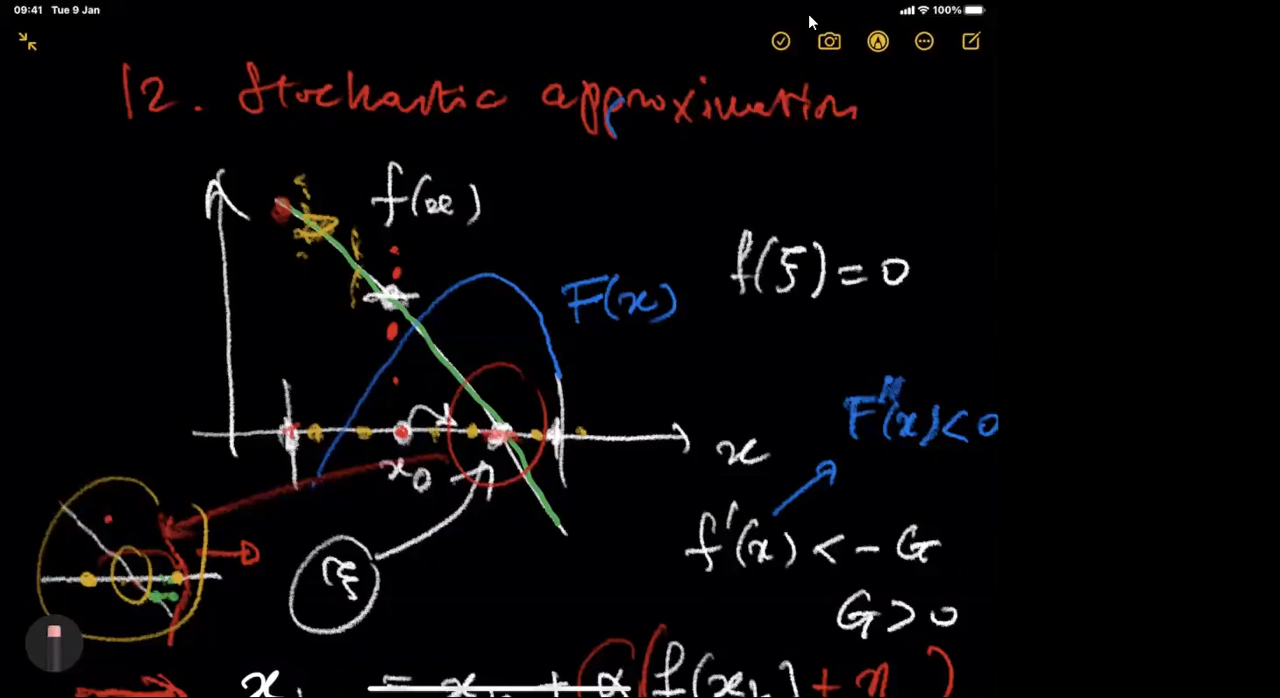 09:41 Tue 9 Jan 100%
12. Stochastic approximation
f(x)
F(x)
f(ξ) = 0
F''(x) < 0
x
x₀
f'(x) < - G
ξ
G > 0
= x + α (f(x ) + η )